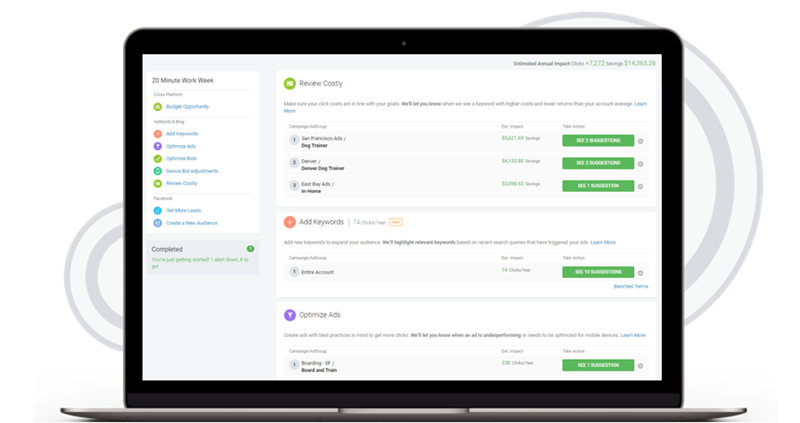 Estimated Annual Impact Clicks +7,272 Savings $14,363.26
20 Minute Work Week
Cross-Platform
Budget Opportunity
AdWords & Bing
Add Keywords
Optimize Ads
Optimize Bids
Device Bid Adjustments
Review Costly
Facebook
Get More Leads
Create a New Audience
Completed 1
You're just getting started! 1 alert down, 8 to
go!
Review Costly
Make sure your click costs are in line with your goals. We'll let you know when we see a keyword with higher costs and lower returns than your account average. Learn
More
Campaign/AdGroup Est. Impact Take Action
1 San Francisco Ads / $5,621.69 Savings SEE 2 SUGGESTIONS
Dog Trainer
2 Denver / $4,133.80 Savings SEE 3 SUGGESTIONS
Denver Dog Trainer
3 East Bay Ads / Savings SEE 1 SUGGESTION
In-Home
Add Keywords | 74 Clicks/Year
Add new keywords to expand your audience. We'll highlight relevant keywords based on recent search queries that have triggered your ads. Learn More
Campaign/AdGroup Est. Impact Take Action
1 Entire Account 74 Clicks/Year SEE 10 SUGGESTIONS
Benched Terms
Optimize Ads
Create ads with best practices in mind to get more clicks. We'll let you know when an ad is underperforming or needs to be optimized for mobile devices. Learn More
Campaign/AdGroup Est. Impact Take Action
1 Boarding - SF / Clicks/Year SEE 1 SUGGESTION
Board and Train